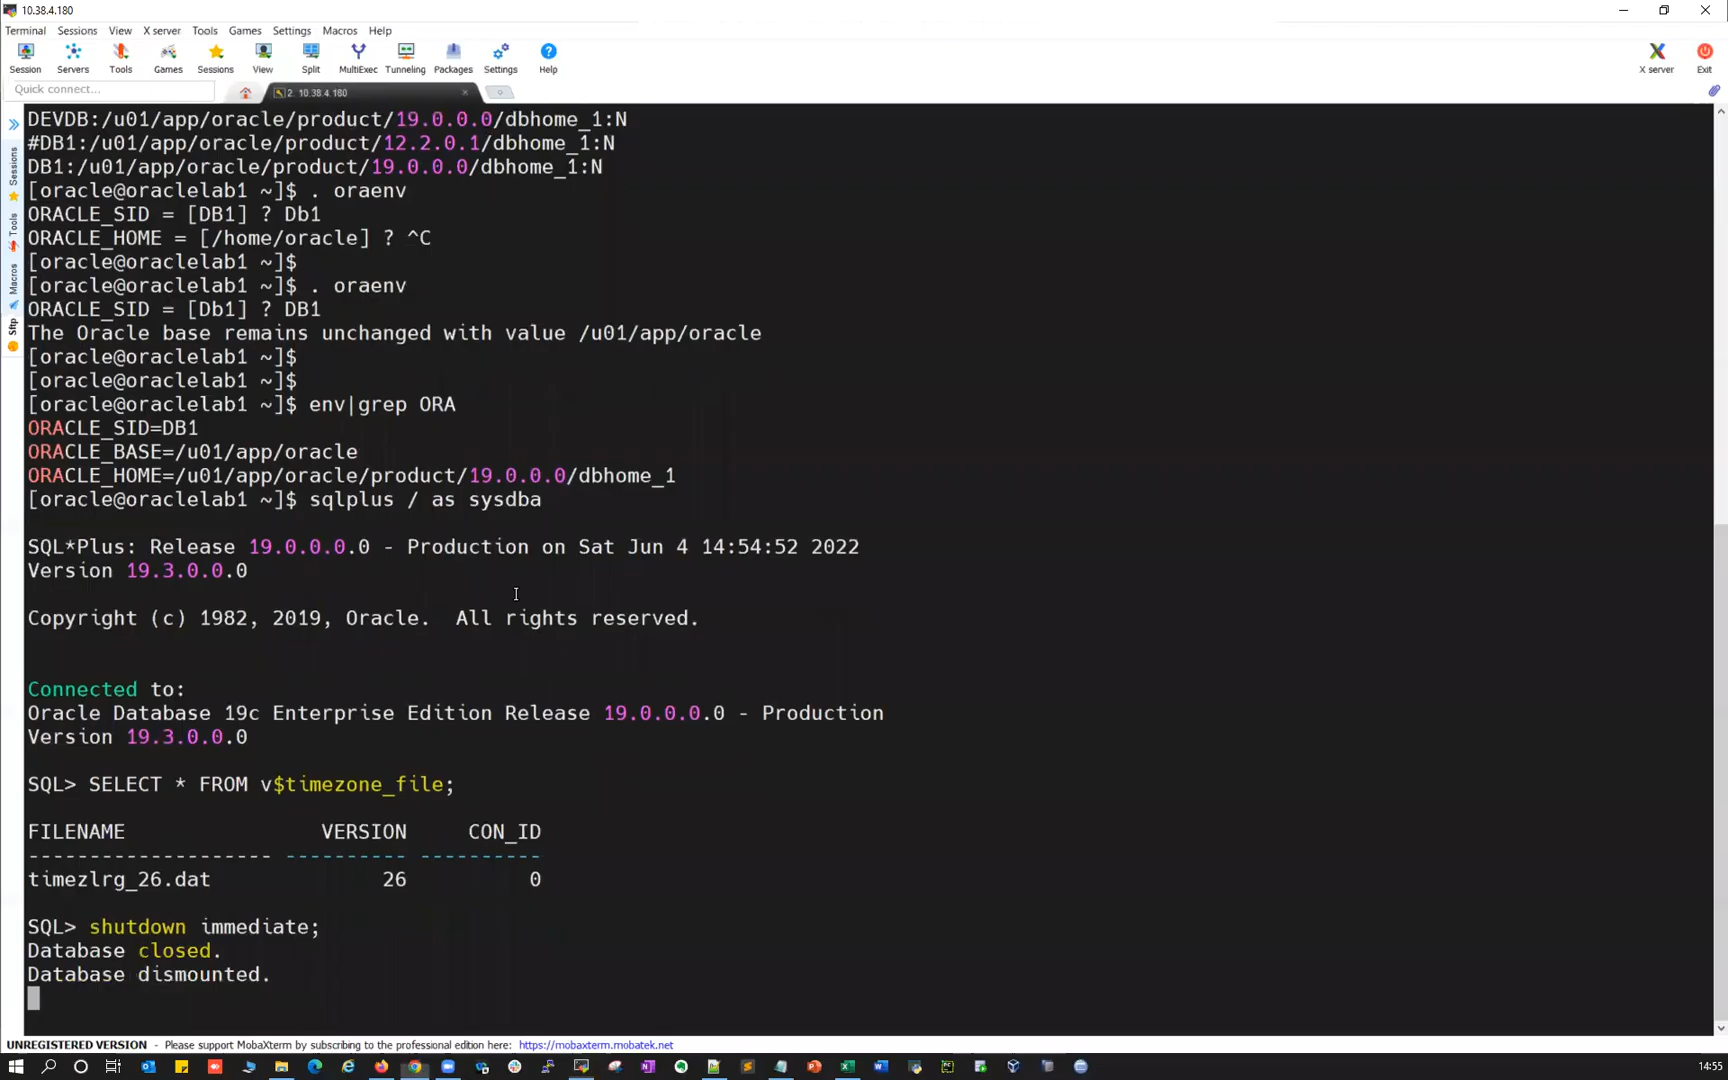 10.38.4.180
Terminal Sessions View X server Tools Games Settings Macros Help
Session Servers Tools Games Sessions View Split MultiExec Tunneling Packages Settings Help X server Exit
Quick connect... 2. 10.38.4.180
Sessions
Tools
Macros
Sftp
DEVDB:/u01/app/oracle/product/19.0.0.0/dbhome_1:N
#DB1:/u01/app/oracle/product/12.2.0.1/dbhome_1:N
DB1:/u01/app/oracle/product/19.0.0.0/dbhome_1:N
[oracle@oraclelab1 ~]$ . oraenv
ORACLE_SID = [DB1] ? Db1
ORACLE_HOME = [/home/oracle] ? ^C
[oracle@oraclelab1 ~]$
[oracle@oraclelab1 ~]$ . oraenv
ORACLE_SID = [Db1] ? DB1
The Oracle base remains unchanged with value /u01/app/oracle
[oracle@oraclelab1 ~]$
[oracle@oraclelab1 ~]$
[oracle@oraclelab1 ~]$ env|grep ORA
ORACLE_SID=DB1
ORACLE_BASE=/u01/app/oracle
ORACLE_HOME=/u01/app/oracle/product/19.0.0.0/dbhome_1
[oracle@oraclelab1 ~]$ sqlplus / as sysdba
SQL*Plus: Release 19.0.0.0.0 - Production on Sat Jun 4 14:54:52 2022
Version 19.3.0.0.0
Copyright (c) 1982, 2019, Oracle.  All rights reserved.
Connected to:
Oracle Database 19c Enterprise Edition Release 19.0.0.0.0 - Production
Version 19.3.0.0.0
SQL> SELECT * FROM v$timezone_file;
FILENAME                VERSION     CON_ID
-------------------- ---------- ----------
timezlrg_26.dat              26          0
SQL> shutdown immediate;
Database closed.
Database dismounted.
UNREGISTERED VERSION - Please support MobaXterm by subscribing to the professional edition here: https://mobaxterm.mobatek.net
14:55